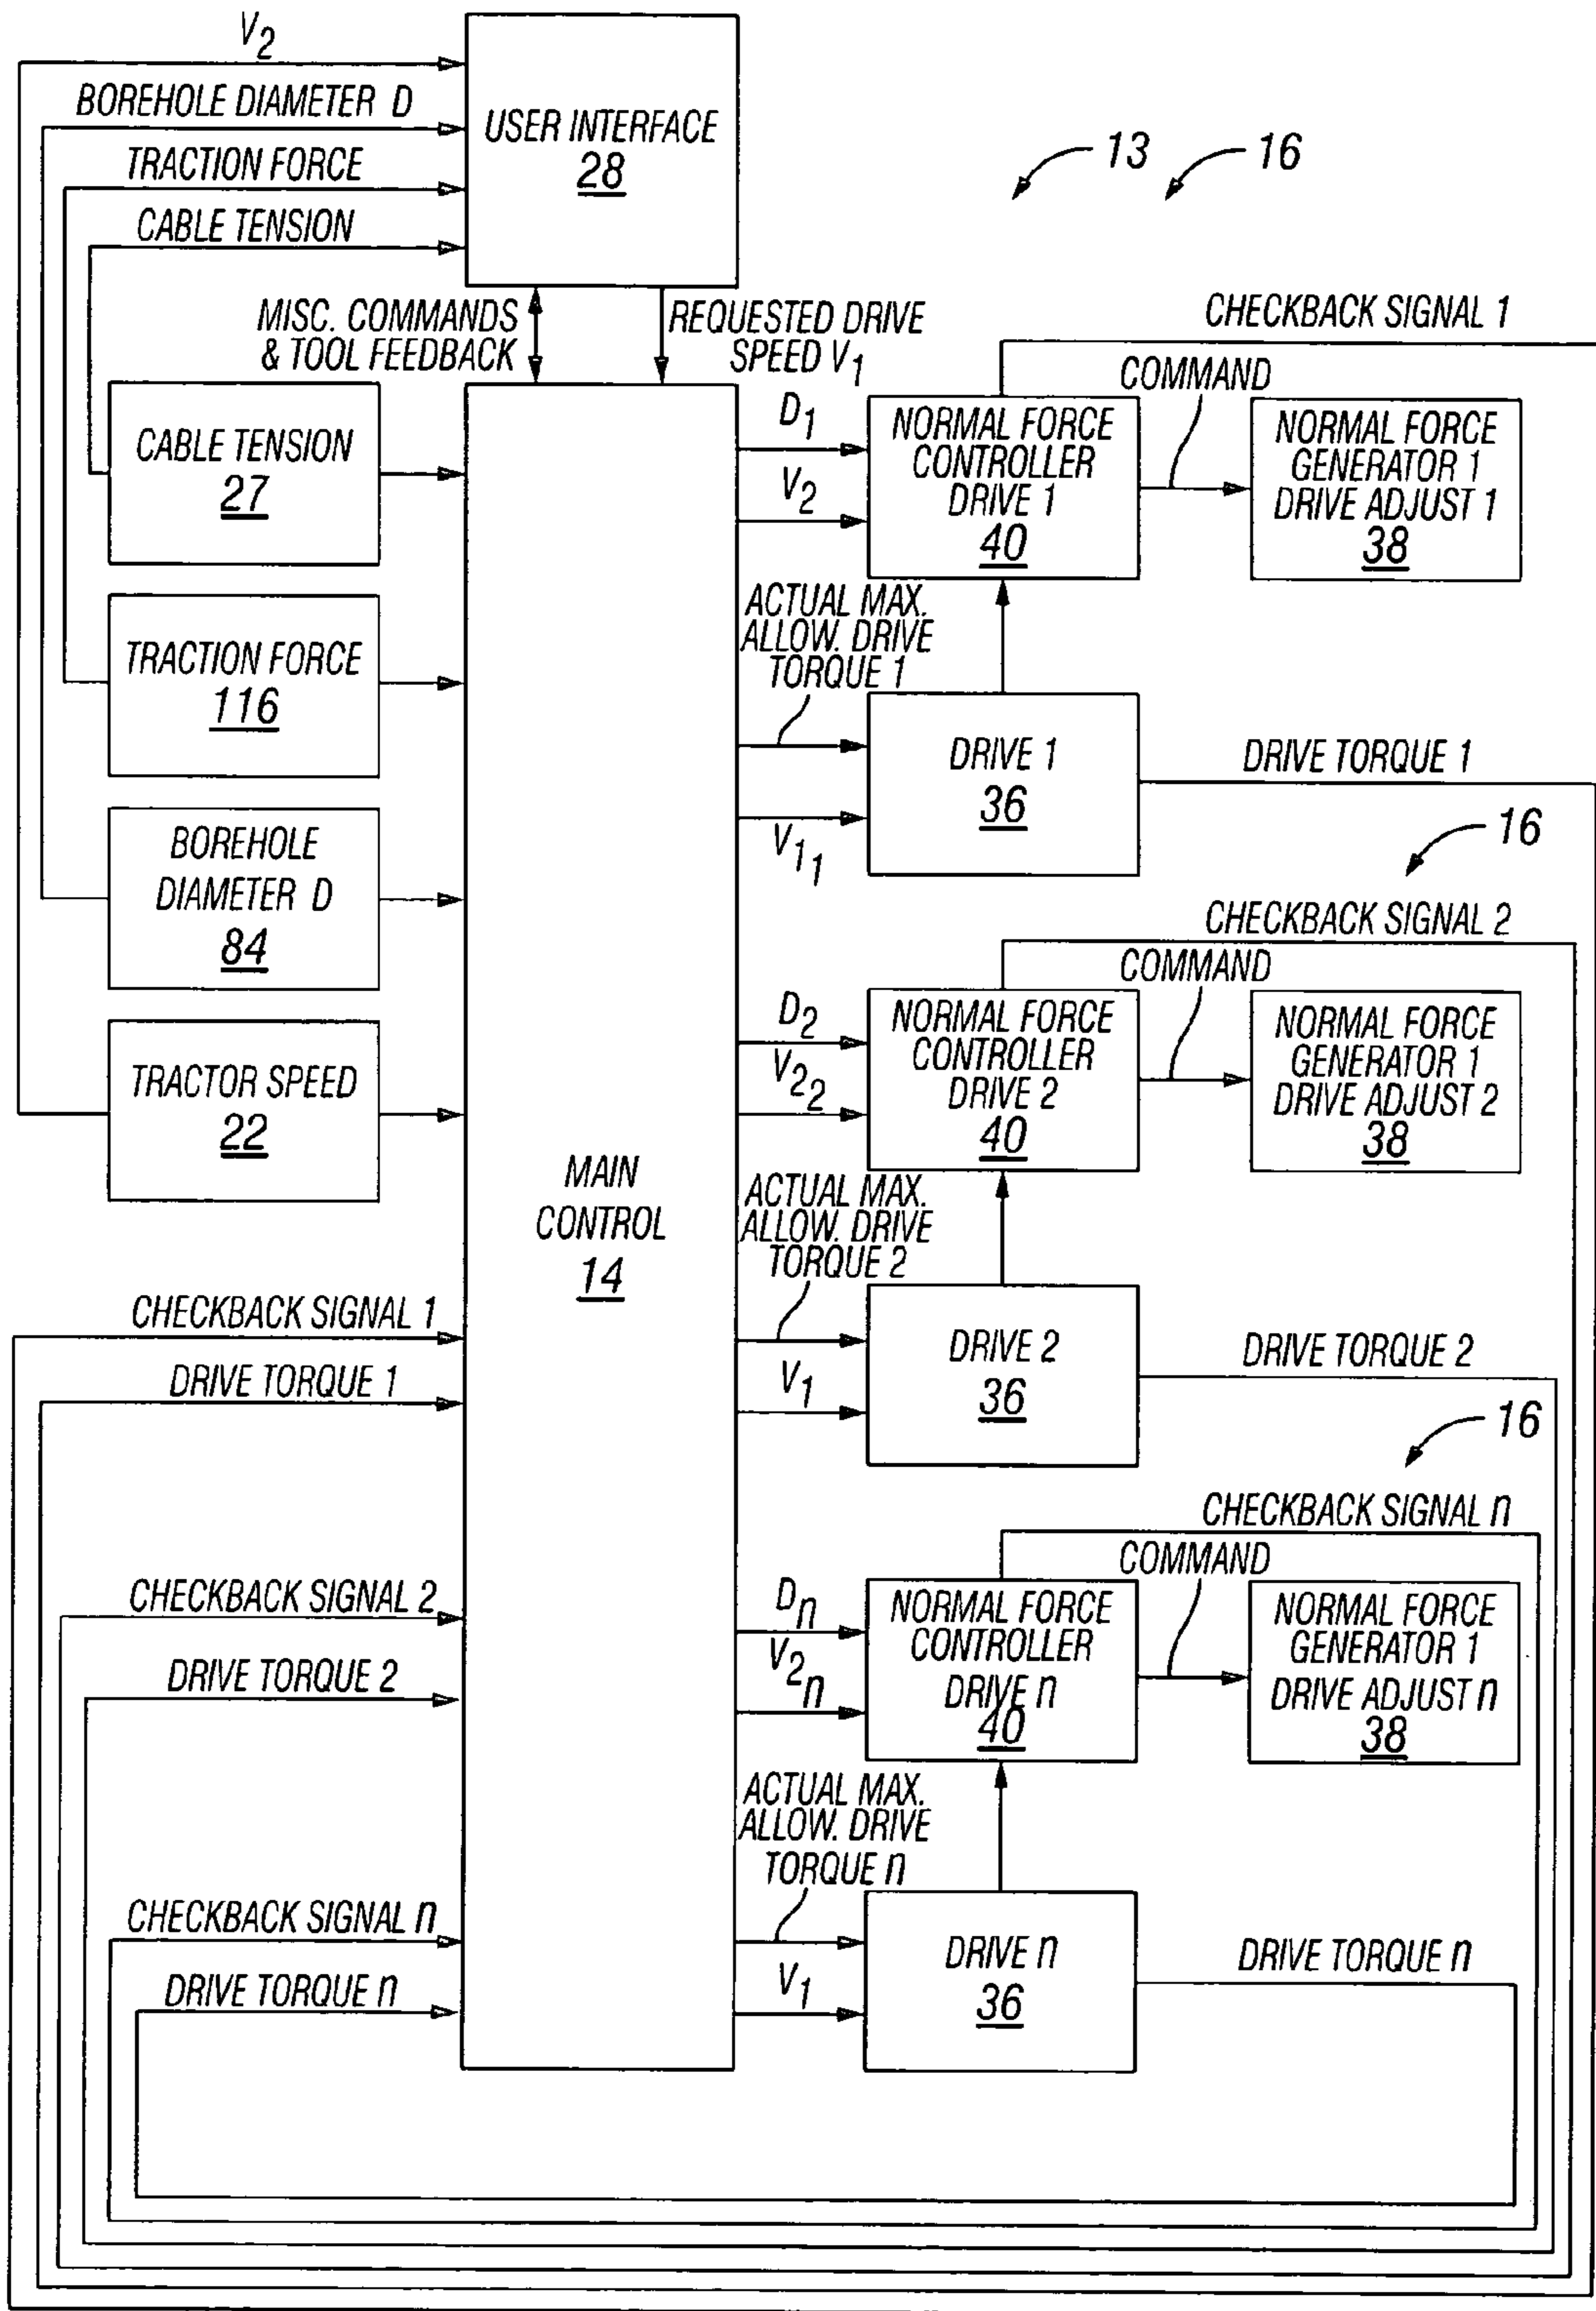 V2
BOREHOLE DIAMETER D
TRACTION FORCE
CABLE TENSION
USER INTERFACE
28
13
16
MISC. COMMANDS
& TOOL FEEDBACK
REQUESTED DRIVE
SPEED V1
CABLE TENSION
27
TRACTION FORCE
116
BOREHOLE
DIAMETER D
84
TRACTOR SPEED
22
MAIN
CONTROL
14
CHECKBACK SIGNAL 1
DRIVE TORQUE 1
CHECKBACK SIGNAL 2
DRIVE TORQUE 2
CHECKBACK SIGNAL n
DRIVE TORQUE n
CHECKBACK SIGNAL 1
COMMAND
D1
V2
NORMAL FORCE
CONTROLLER
DRIVE 1
40
NORMAL FORCE
GENERATOR 1
DRIVE ADJUST 1
38
ACTUAL MAX.
ALLOW. DRIVE
TORQUE 1
V11
DRIVE 1
36
DRIVE TORQUE 1
16
CHECKBACK SIGNAL 2
COMMAND
D2
V22
NORMAL FORCE
CONTROLLER
DRIVE 2
40
NORMAL FORCE
GENERATOR 1
DRIVE ADJUST 2
38
ACTUAL MAX.
ALLOW. DRIVE
TORQUE 2
V1
DRIVE 2
36
DRIVE TORQUE 2
16
CHECKBACK SIGNAL n
COMMAND
Dn
V2n
NORMAL FORCE
CONTROLLER
DRIVE n
40
NORMAL FORCE
GENERATOR 1
DRIVE ADJUST n
38
ACTUAL MAX.
ALLOW. DRIVE
TORQUE n
V1
DRIVE n
36
DRIVE TORQUE n